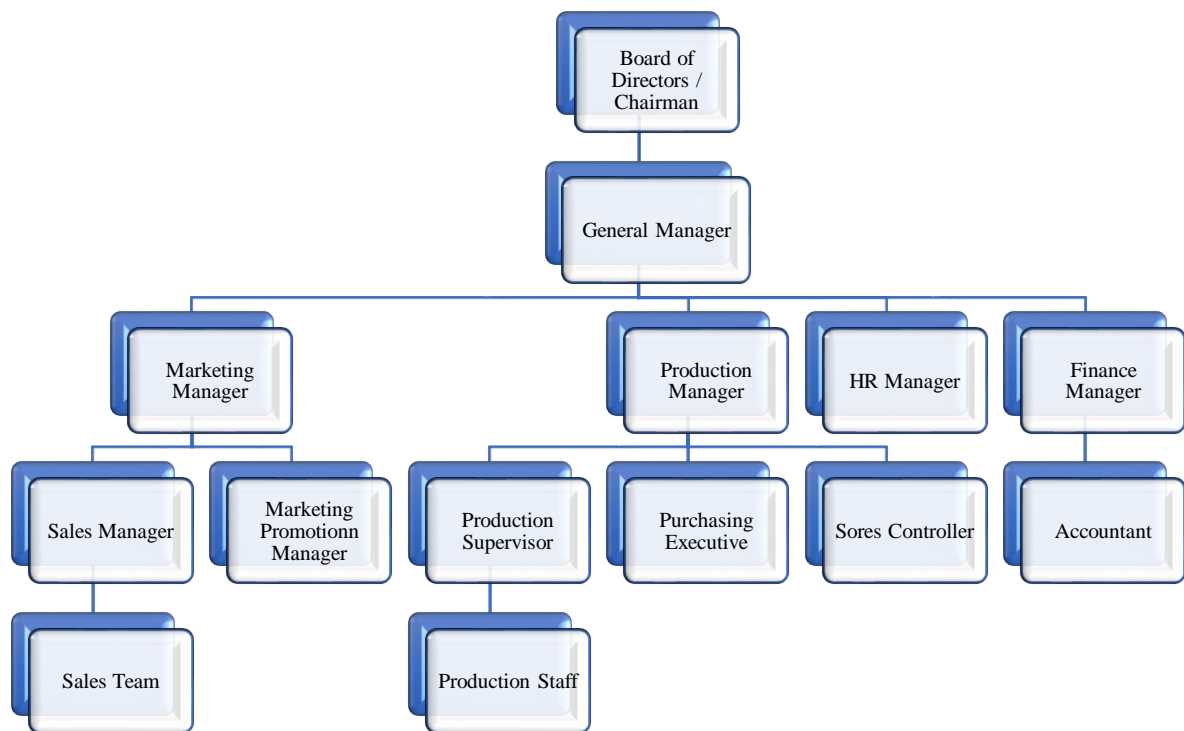 Board of
Directors /
Chairman
General Manager
Marketing
Manager
Production
Manager
HR Manager
Finance
Manager
Sales Manager
Marketing
Promotionn
Manager
Production
Supervisor
Purchasing
Executive
Sores Controller
Accountant
Sales Team
Production Staff